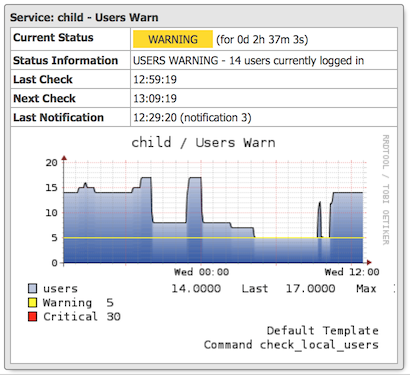 Service: child - Users Warn
Current Status WARNING (for 0d 2h 37m 3s)
Status Information USERS WARNING - 14 users currently logged in
Last Check 12:59:19
Next Check 13:09:19
Last Notification 12:29:20 (notification 3)
child / Users Warn
RRDTOOL / TOBI OETIKER
20
15
10
5
0
Wed 00:00 Wed 12:00
users 14.0000 Last 17.0000 Max
Warning 5
Critical 30
Default Template
Command check_local_users